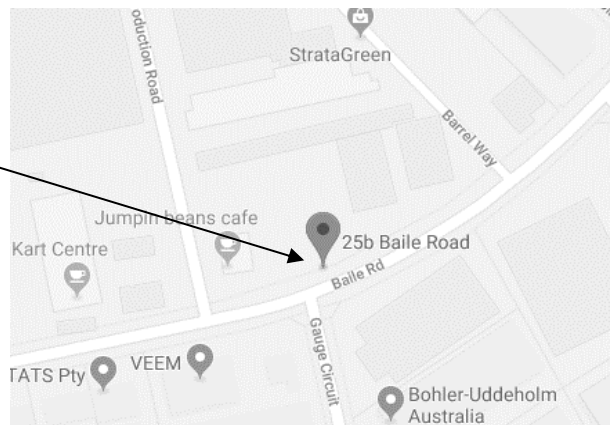 StrataGreen
oduction Road
Barrel Way
Jumpin beans cafe
25b Baile Road
Kart Centre
Baile Rd
Gauge Circuit
VEEM
TATS Pty
Bohler-Uddeholm
Australia